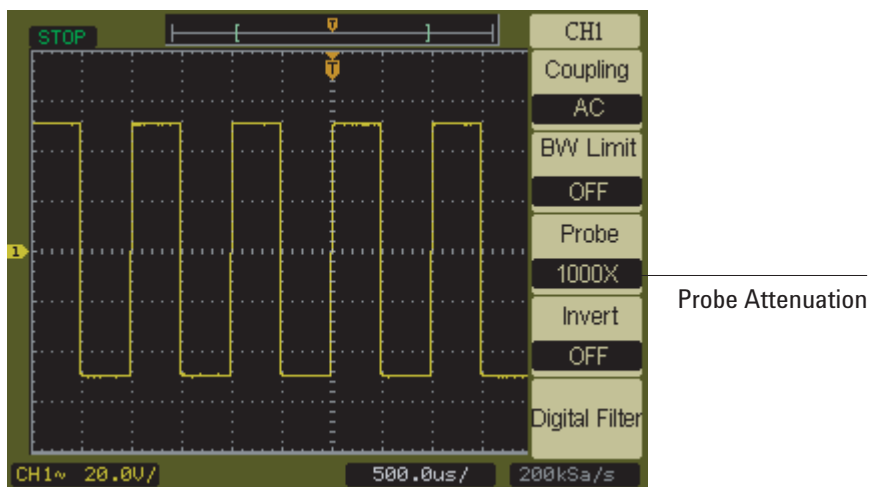 STOP
T
T
1
CH1
Coupling
AC
BW Limit
OFF
Probe
1000X
Invert
OFF
Digital Filter
Probe Attenuation
CH1~ 20.0V/
500.0us/
200kSa/s